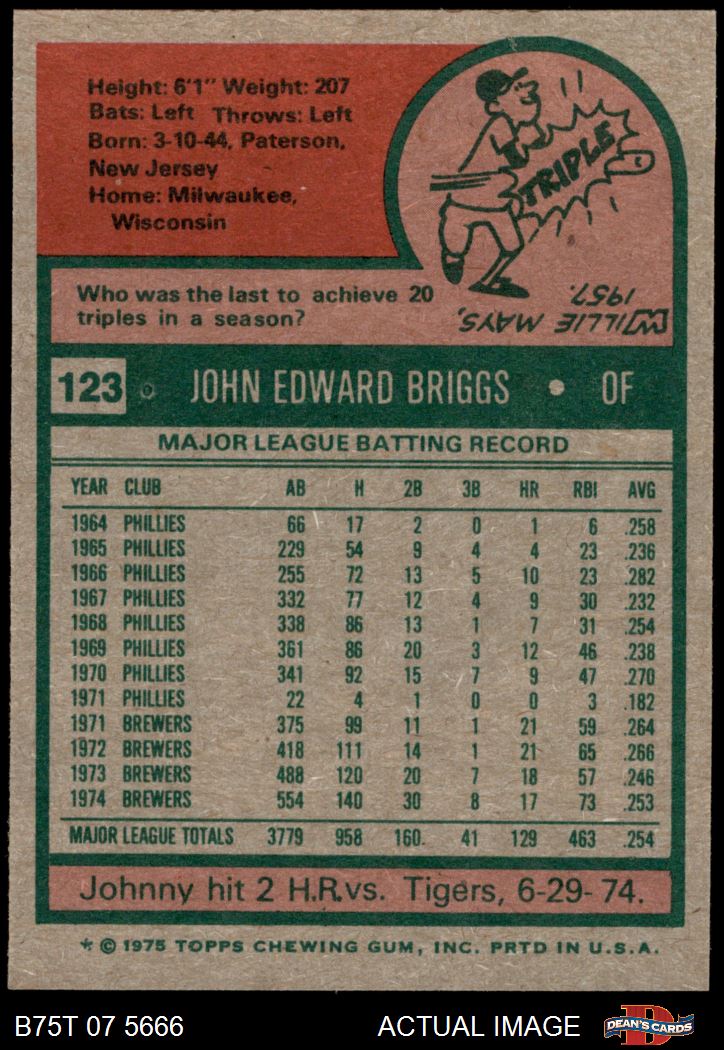 Height: 6'1" Weight: 207
Bats: Left Throws: Left
Born: 3-10-44, Paterson,
New Jersey
Home: Milwaukee,
Wisconsin
TRIPLE
Who was the last to achieve 20
triples in a season?
WILLIE MAYS,
1957.
123 JOHN EDWARD BRIGGS • OF
MAJOR LEAGUE BATTING RECORD
YEAR CLUB AB H 2B 3B HR RBI AVG
1964 PHILLIES 66 17 2 0 1 6 .258
1965 PHILLIES 229 54 9 4 4 23 .236
1966 PHILLIES 255 72 13 5 10 23 .282
1967 PHILLIES 332 77 12 4 9 30 .232
1968 PHILLIES 338 86 13 1 7 31 .254
1969 PHILLIES 361 86 20 3 12 46 .238
1970 PHILLIES 341 92 15 7 9 47 .270
1971 PHILLIES 22 4 1 0 0 3 .182
1971 BREWERS 375 99 11 1 21 59 .264
1972 BREWERS 418 111 14 1 21 65 .266
1973 BREWERS 488 120 20 7 18 57 .246
1974 BREWERS 554 140 30 8 17 73 .253
MAJOR LEAGUE TOTALS 3779 958 160. 41 129 463 .254
Johnny hit 2 H.R.vs. Tigers, 6-29-74.
* © 1975 TOPPS CHEWING GUM, INC. PRTD IN U.S.A.
B75T 07 5666 ACTUAL IMAGE D DEAN'S CARDS